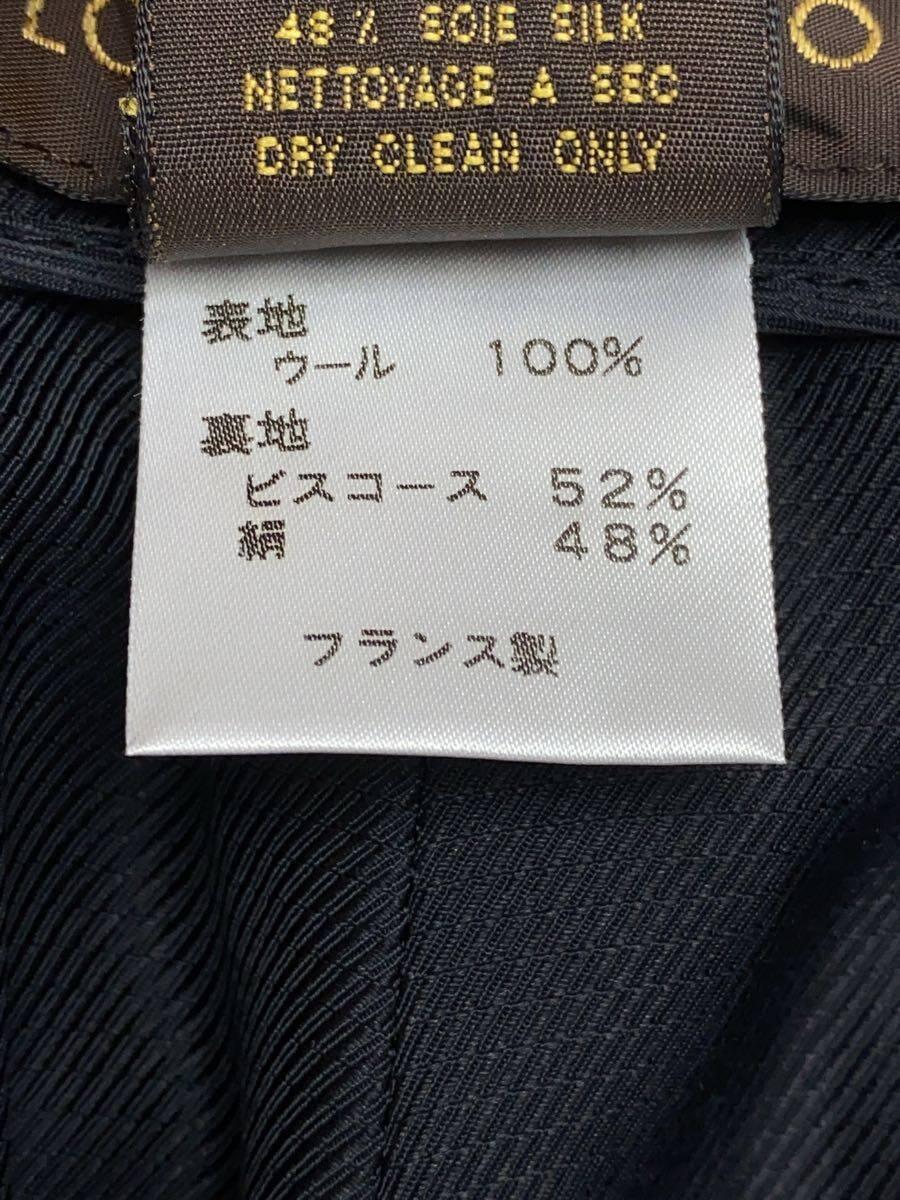 48% SOIE SILK
NETTOYAGE A SEC
DRY CLEAN ONLY
表地
ウール 100%
裏地
ビスコース 52%
絹 48%
フランス製